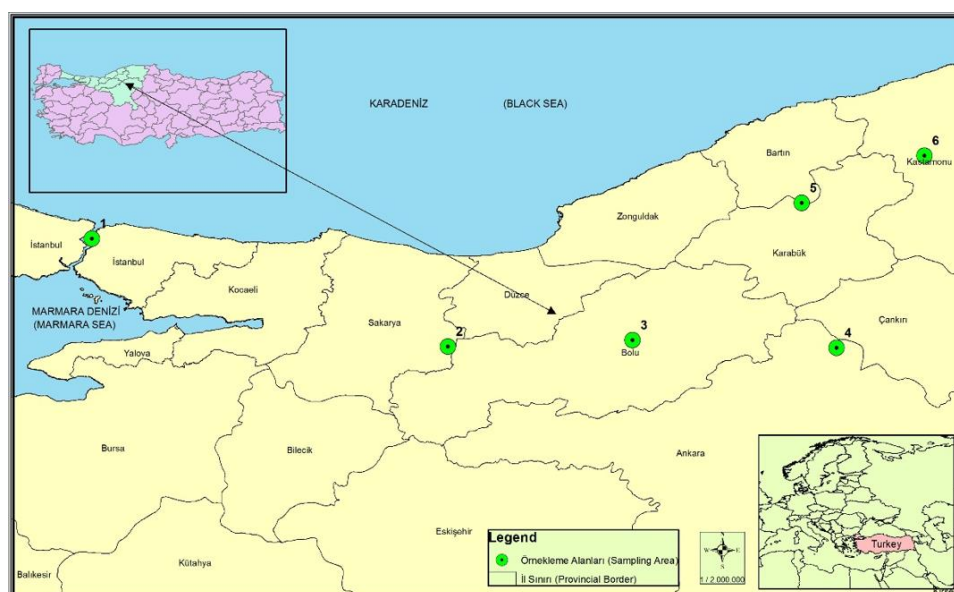 KARADENİZ (BLACK SEA)
6
Bartın
Kastamonu
5
Zonguldak
1
İstanbul
İstanbul
Karabük
Kocaeli
Düzce
MARMARA DENİZİ
(MARMARA SEA)
Sakarya
2
3
4
Çankırı
Yalova
Bolu
Bursa
Bilecik
Ankara
Eskişehir
Legend
Örnekleme Alanları (Sampling Area)
İl Sınırı (Provincial Border)
N
W E
S
1 / 2.000.000
Turkey
Kütahya
Balıkesir